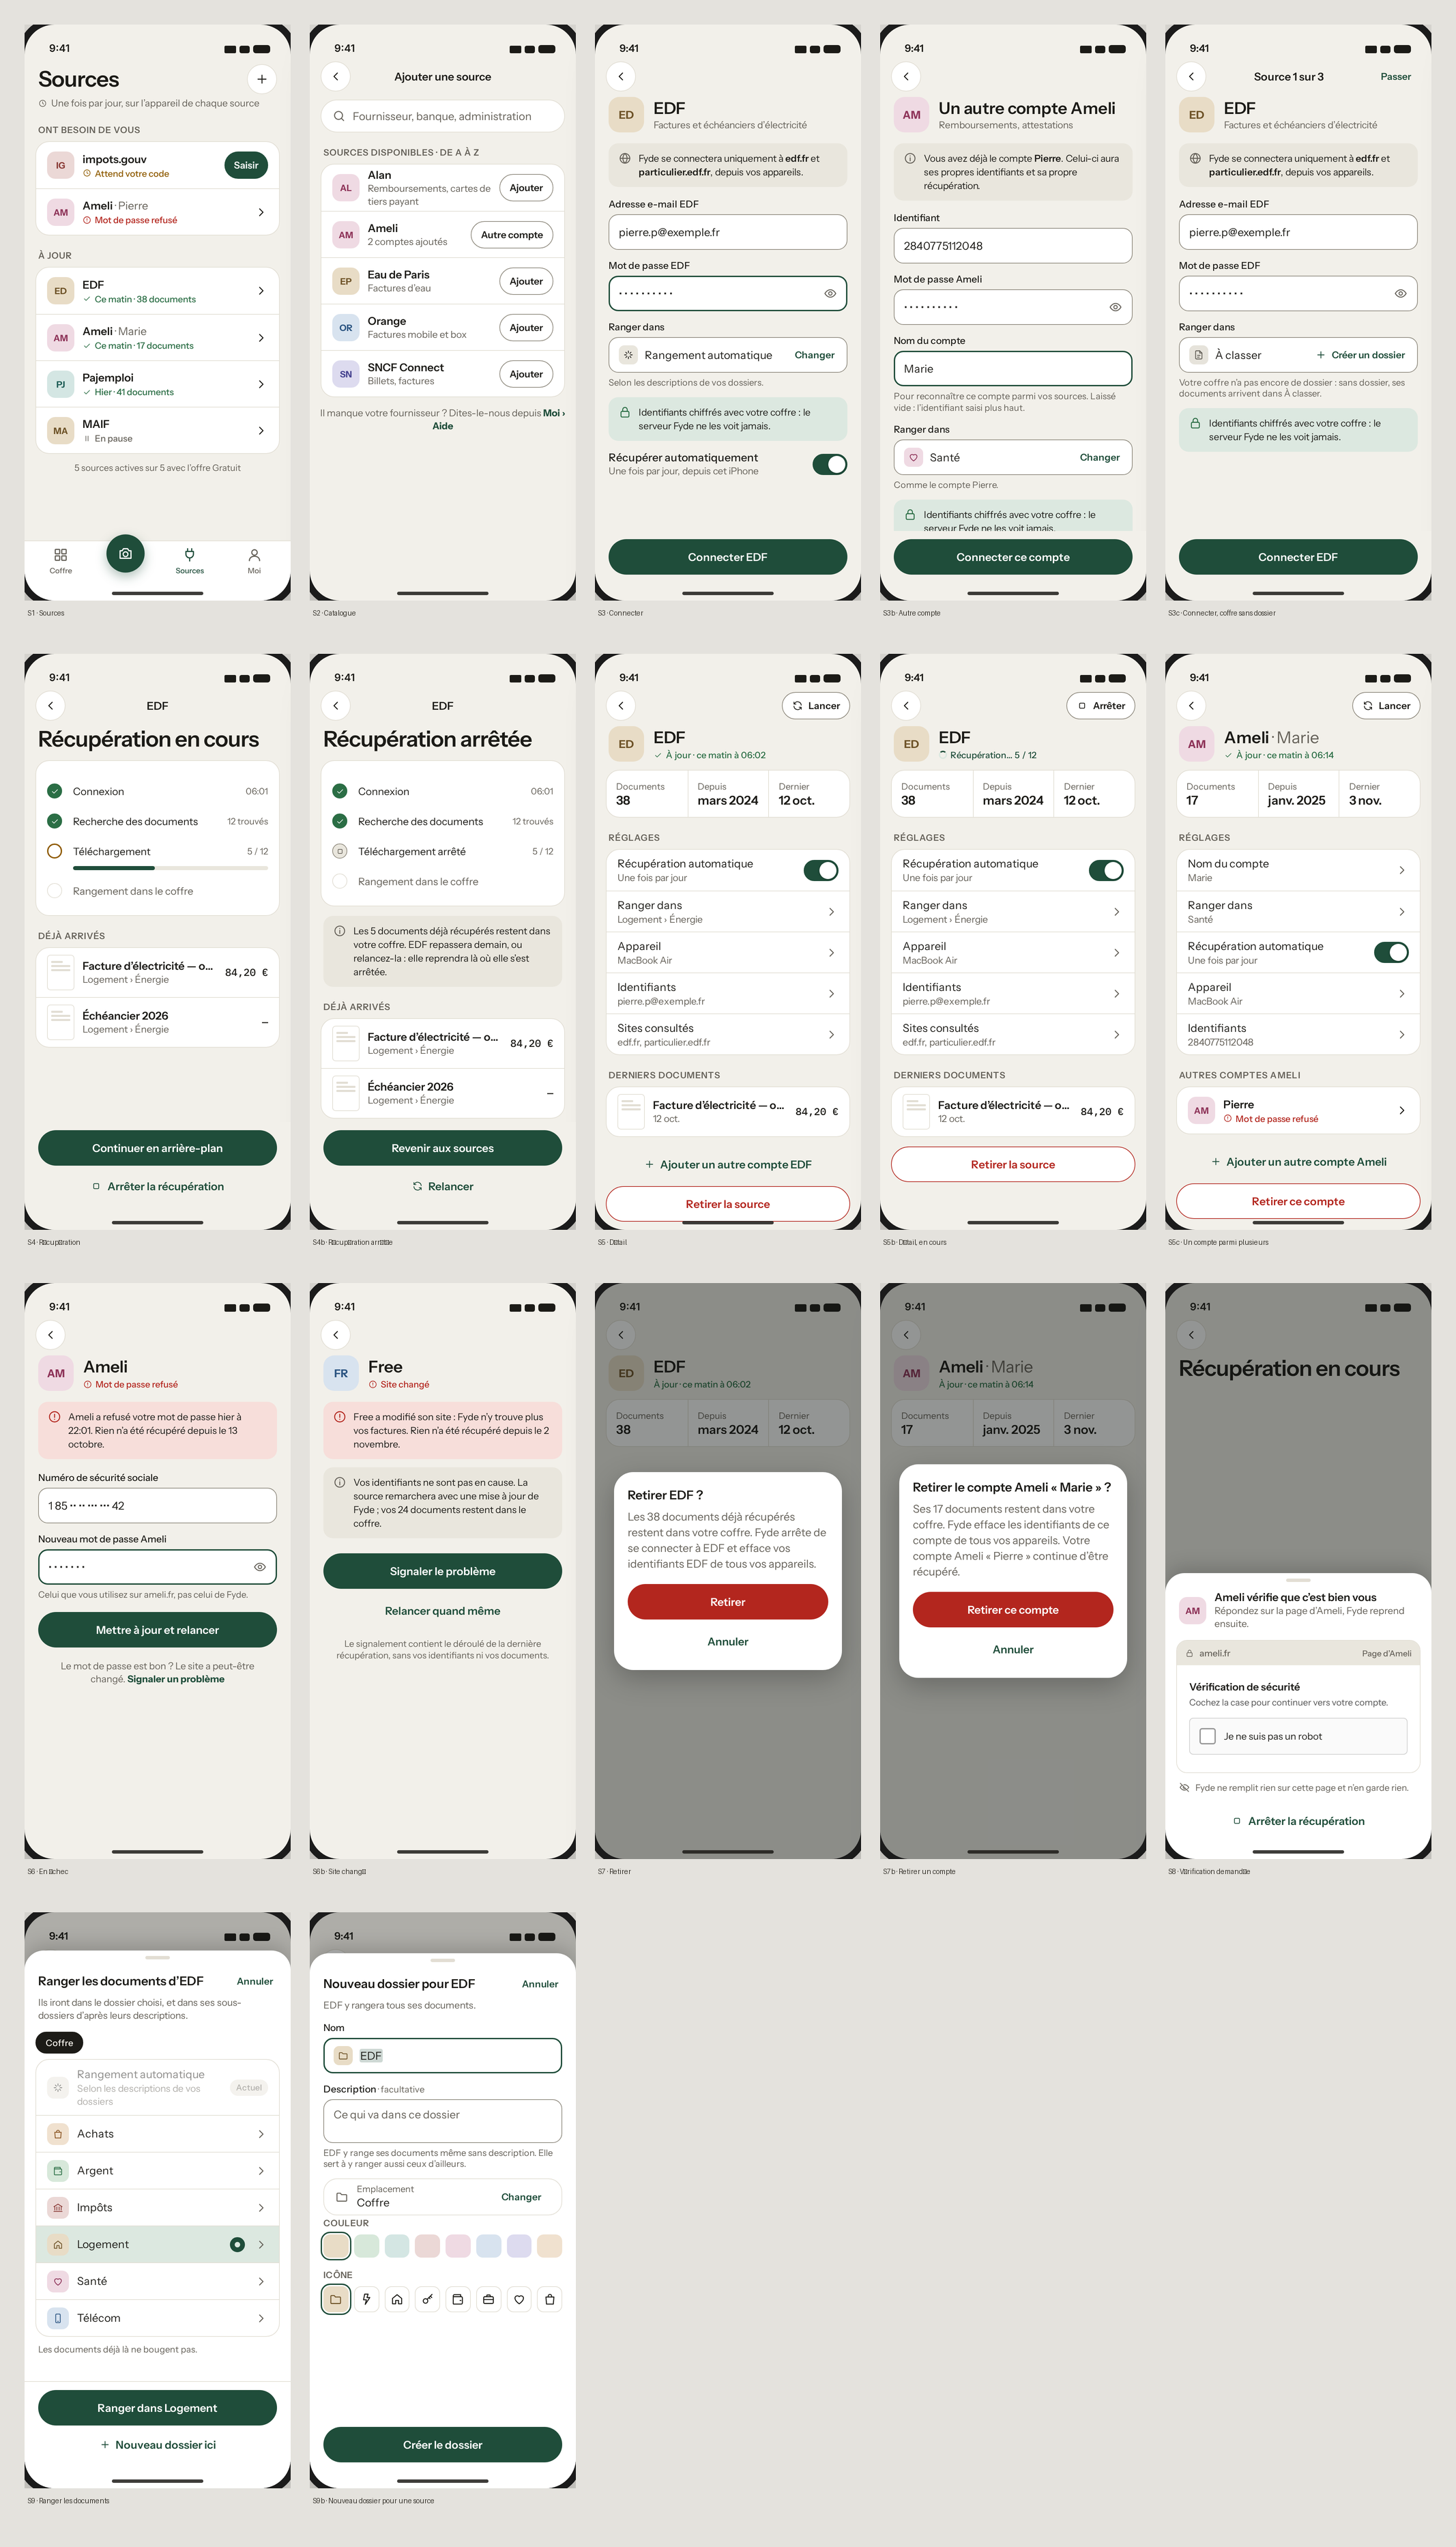 9:41
Sources
Une fois par jour, sur l'appareil de chaque source
ONT BESOIN DE VOUS
IG
impots.gouv
Attend votre code
Saisir
AM
Ameli · Pierre
Mot de passe refusé
À JOUR
ED
EDF
Ce matin · 38 documents
AM
Ameli · Marie
Ce matin · 17 documents
PJ
Pajemploi
Hier · 41 documents
MA
MAIF
En pause
5 sources actives sur 5 avec l'offre Gratuit
Coffre
Sources
Moi
S1 · Sources
9:41
Ajouter une source
Fournisseur, banque, administration
SOURCES DISPONIBLES · DE A À Z
AL
Alan
Remboursements, cartes de
tiers payant
Ajouter
AM
Ameli
2 comptes ajoutés
Autre compte
EP
Eau de Paris
Factures d'eau
Ajouter
OR
Orange
Factures mobile et box
Ajouter
SN
SNCF Connect
Billets, factures
Ajouter
Il manque votre fournisseur ? Dites-le-nous depuis Moi ›
Aide
S2 · Catalogue
9:41
ED
EDF
Factures et échéanciers d'électricité
Fyde se connectera uniquement à edf.fr et
particulier.edf.fr, depuis vos appareils.
Adresse e-mail EDF
pierre.p@exemple.fr
Mot de passe EDF
··········
Ranger dans
Rangement automatique
Changer
Selon les descriptions de vos dossiers.
Identifiants chiffrés avec votre coffre : le
serveur Fyde ne les voit jamais.
Récupérer automatiquement
Une fois par jour, depuis cet iPhone
Connecter EDF
S3 · Connecter
9:41
AM
Un autre compte Ameli
Remboursements, attestations
Vous avez déjà le compte Pierre. Celui-ci aura
ses propres identifiants et sa propre
récupération.
Identifiant
2840775112048
Mot de passe Ameli
··········
Nom du compte
Marie
Pour reconnaître ce compte parmi vos sources. Laissé
vide : l'identifiant saisi plus haut.
Ranger dans
Santé
Changer
Comme le compte Pierre.
Identifiants chiffrés avec votre coffre : le
serveur Fyde ne les voit jamais.
Connecter ce compte
S3b · Autre compte
9:41
Source 1 sur 3
Passer
ED
EDF
Factures et échéanciers d'électricité
Fyde se connectera uniquement à edf.fr et
particulier.edf.fr, depuis vos appareils.
Adresse e-mail EDF
pierre.p@exemple.fr
Mot de passe EDF
··········
Ranger dans
À classer
+ Créer un dossier
Votre coffre n'a pas encore de dossier : sans dossier, ses
documents arrivent dans À classer.
Identifiants chiffrés avec votre coffre : le
serveur Fyde ne les voit jamais.
Connecter EDF
S3c · Connecter, coffre sans dossier
9:41
EDF
Récupération en cours
Connexion
06:01
Recherche des documents
12 trouvés
Téléchargement
5 / 12
Rangement dans le coffre
DÉJÀ ARRIVÉS
Facture d'électricité — o...
84,20 €
Logement › Énergie
Échéancier 2026
–
Logement › Énergie
Continuer en arrière-plan
Arrêter la récupération
S4 · R□cup□ration
9:41
EDF
Récupération arrêtée
Connexion
06:01
Recherche des documents
12 trouvés
Téléchargement arrêté
5 / 12
Rangement dans le coffre
Les 5 documents déjà récupérés restent dans
votre coffre. EDF repassera demain, ou
relancez-la : elle reprendra là où elle s'est
arrêtée.
DÉJÀ ARRIVÉS
Facture d'électricité — o...
84,20 €
Logement › Énergie
Échéancier 2026
–
Logement › Énergie
Revenir aux sources
Relancer
S4b · R□cup□ration arr□t□e
9:41
Lancer
ED
EDF
À jour · ce matin à 06:02
Documents
38
Depuis
mars 2024
Dernier
12 oct.
RÉGLAGES
Récupération automatique
Une fois par jour
Ranger dans
Logement › Énergie
Appareil
MacBook Air
Identifiants
pierre.p@exemple.fr
Sites consultés
edf.fr, particulier.edf.fr
DERNIERS DOCUMENTS
Facture d'électricité — o...
84,20 €
12 oct.
+ Ajouter un autre compte EDF
Retirer la source
S5 · D□tail
9:41
Arrêter
ED
EDF
Récupération... 5 / 12
Documents
38
Depuis
mars 2024
Dernier
12 oct.
RÉGLAGES
Récupération automatique
Une fois par jour
Ranger dans
Logement › Énergie
Appareil
MacBook Air
Identifiants
pierre.p@exemple.fr
Sites consultés
edf.fr, particulier.edf.fr
DERNIERS DOCUMENTS
Facture d'électricité — o...
84,20 €
12 oct.
Retirer la source
S5b · D□tail, en cours
9:41
Lancer
AM
Ameli · Marie
À jour · ce matin à 06:14
Documents
17
Depuis
janv. 2025
Dernier
3 nov.
RÉGLAGES
Nom du compte
Marie
Ranger dans
Santé
Récupération automatique
Une fois par jour
Appareil
MacBook Air
Identifiants
2840775112048
AUTRES COMPTES AMELI
AM
Pierre
Mot de passe refusé
+ Ajouter un autre compte Ameli
Retirer ce compte
S5c · Un compte parmi plusieurs
9:41
AM
Ameli
Mot de passe refusé
Ameli a refusé votre mot de passe hier à
22:01. Rien n'a été récupéré depuis le 13
octobre.
Numéro de sécurité sociale
1 85 •• •• ••• ••• 42
Nouveau mot de passe Ameli
·······
Celui que vous utilisez sur ameli.fr, pas celui de Fyde.
Mettre à jour et relancer
Le mot de passe est bon ? Le site a peut-être
changé. Signaler un problème
S6 · En □chec
9:41
FR
Free
Site changé
Free a modifié son site : Fyde n'y trouve plus
vos factures. Rien n'a été récupéré depuis le 2
novembre.
Vos identifiants ne sont pas en cause. La
source remarchera avec une mise à jour de
Fyde ; vos 24 documents restent dans le
coffre.
Signaler le problème
Relancer quand même
Le signalement contient le déroulé de la dernière
récupération, sans vos identifiants ni vos documents.
S6b · Site chang□
9:41
ED
EDF
À jour · ce matin à 06:02
Documents
38
Depuis
mars 2024
Dernier
12 oct.
Retirer EDF ?
Les 38 documents déjà récupérés
restent dans votre coffre. Fyde arrête de
se connecter à EDF et efface vos
identifiants EDF de tous vos appareils.
Retirer
Annuler
S7 · Retirer
9:41
AM
Ameli · Marie
À jour · ce matin à 06:14
Documents
17
Depuis
janv. 2025
Dernier
3 nov.
Retirer le compte Ameli « Marie » ?
Ses 17 documents restent dans votre
coffre. Fyde efface les identifiants de ce
compte de tous vos appareils. Votre
compte Ameli « Pierre » continue d'être
récupéré.
Retirer ce compte
Annuler
S7b · Retirer un compte
9:41
Récupération en cours
AM
Ameli vérifie que c'est bien vous
Répondez sur la page d'Ameli, Fyde reprend
ensuite.
ameli.fr
Page d'Ameli
Vérification de sécurité
Cochez la case pour continuer vers votre compte.
Je ne suis pas un robot
Fyde ne remplit rien sur cette page et n'en garde rien.
Arrêter la récupération
S8 · V□rification demand□e
9:41
Ranger les documents d'EDF
Annuler
Ils iront dans le dossier choisi, et dans ses sous-
dossiers d'après leurs descriptions.
Coffre
Rangement automatique
Selon les descriptions de vos
dossiers
Actuel
Achats
Argent
Impôts
Logement
Santé
Télécom
Les documents déjà là ne bougent pas.
Ranger dans Logement
+ Nouveau dossier ici
S9 · Ranger les documents
9:41
Nouveau dossier pour EDF
Annuler
EDF y rangera tous ses documents.
Nom
EDF
Description · facultative
Ce qui va dans ce dossier
EDF y range ses documents même sans description. Elle
sert à y ranger aussi ceux d'ailleurs.
Emplacement
Coffre
Changer
COULEUR
ICÔNE
Créer le dossier
S9b · Nouveau dossier pour une source